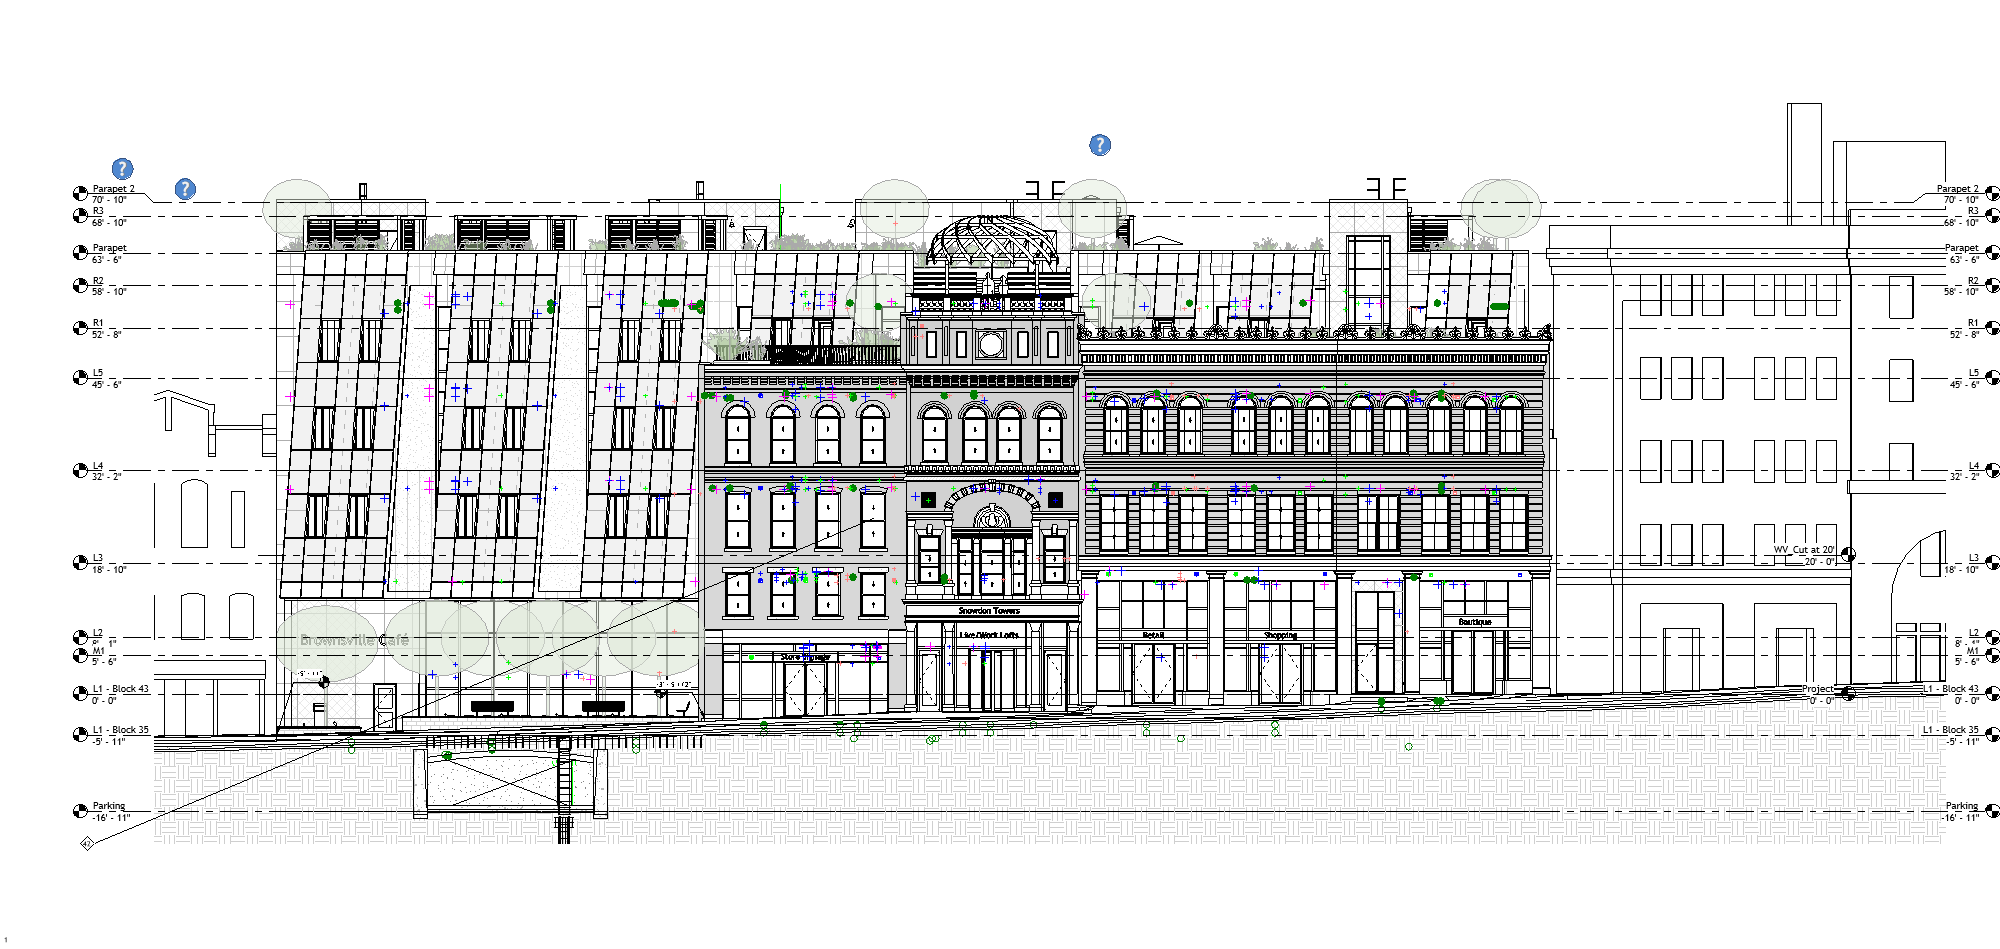 Parapet 2
70' - 10"
R3
68' - 10"
Parapet
63' - 6"
R2
58' - 10"
R1
52' - 8"
L5
45' - 6"
L4
32' - 2"
L3
18' - 10"
L2
8' - 1"
M1
5' - 6"
L1 - Block 43
0' - 0"
L1 - Block 35
-5' - 11"
Parking
-16' - 11"
?
?
?
Brownsville Café
Snowdon Towers
Live/Work Lofts
Retail
Shopping
Boutique
WV_Cut at 20'
20' - 0"
Project
0' - 0"
Parapet 2
70' - 10"
R3
68' - 10"
Parapet
63' - 6"
R2
58' - 10"
R1
52' - 8"
L5
45' - 6"
L4
32' - 2"
L3
18' - 10"
L2
8' - 1"
M1
5' - 6"
L1 - Block 43
0' - 0"
L1 - Block 35
-5' - 11"
Parking
-16' - 11"